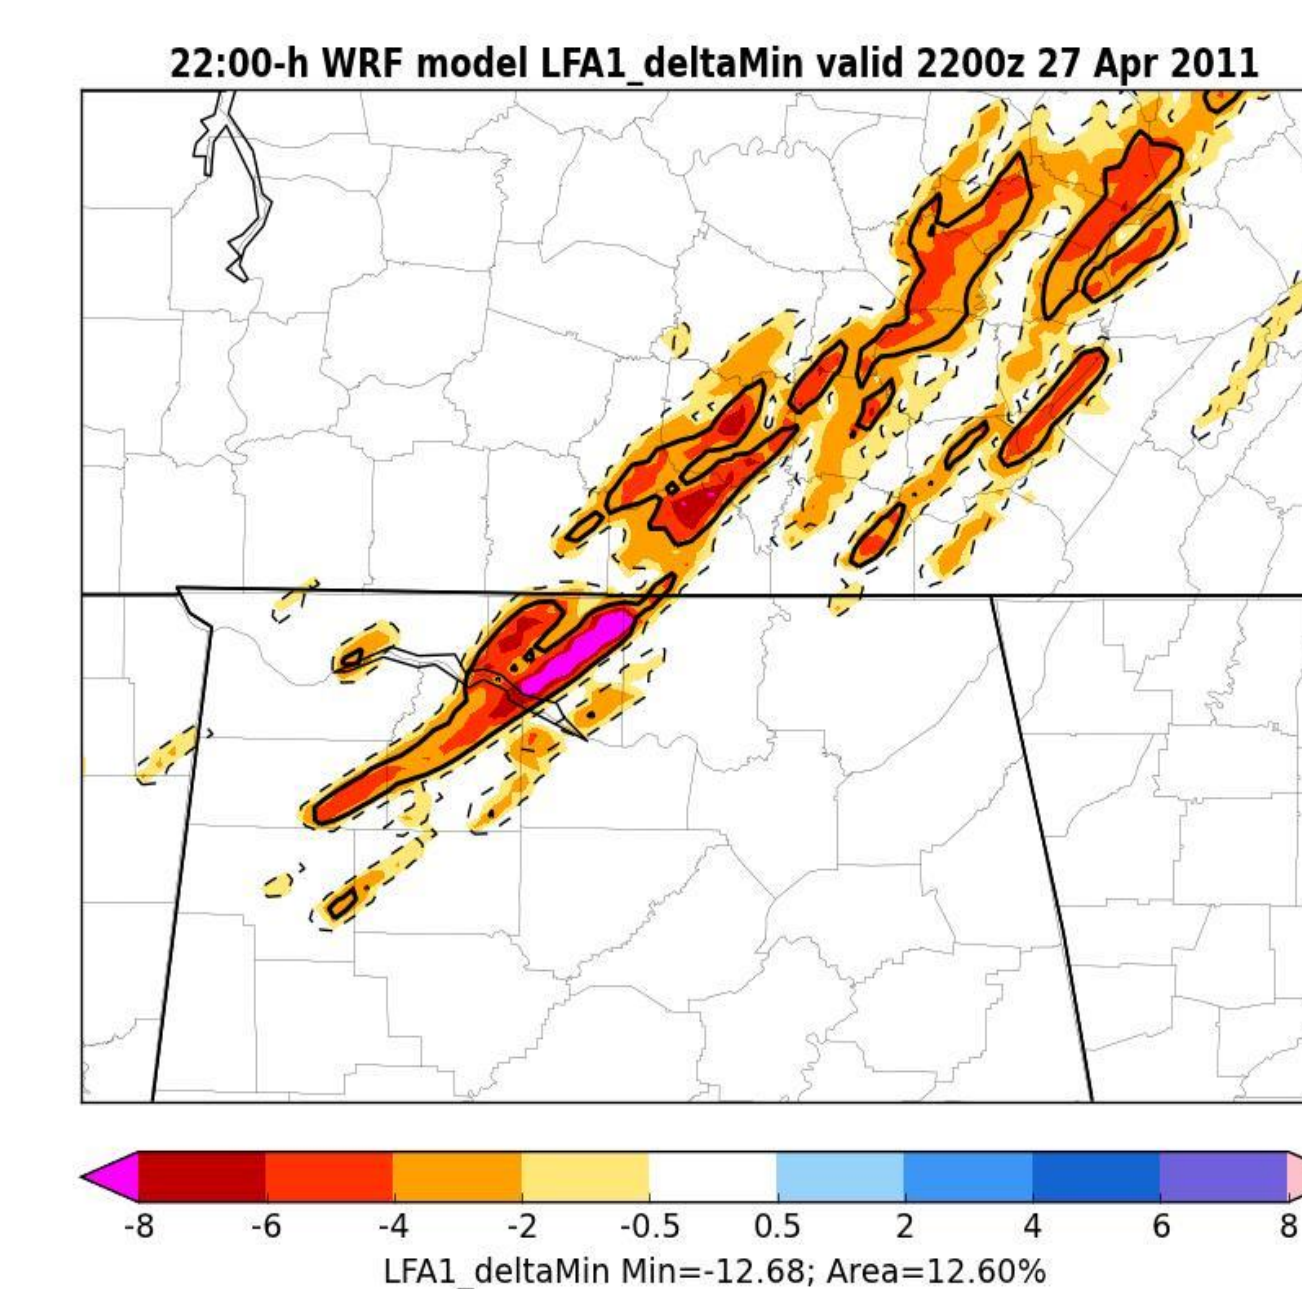 22:00-h WRF model LFA1_deltaMin valid 2200z 27 Apr 2011
-8 -6 -4 -2 -0.5 0.5 2 4 6 8
LFA1_deltaMin Min=-12.68; Area=12.60%